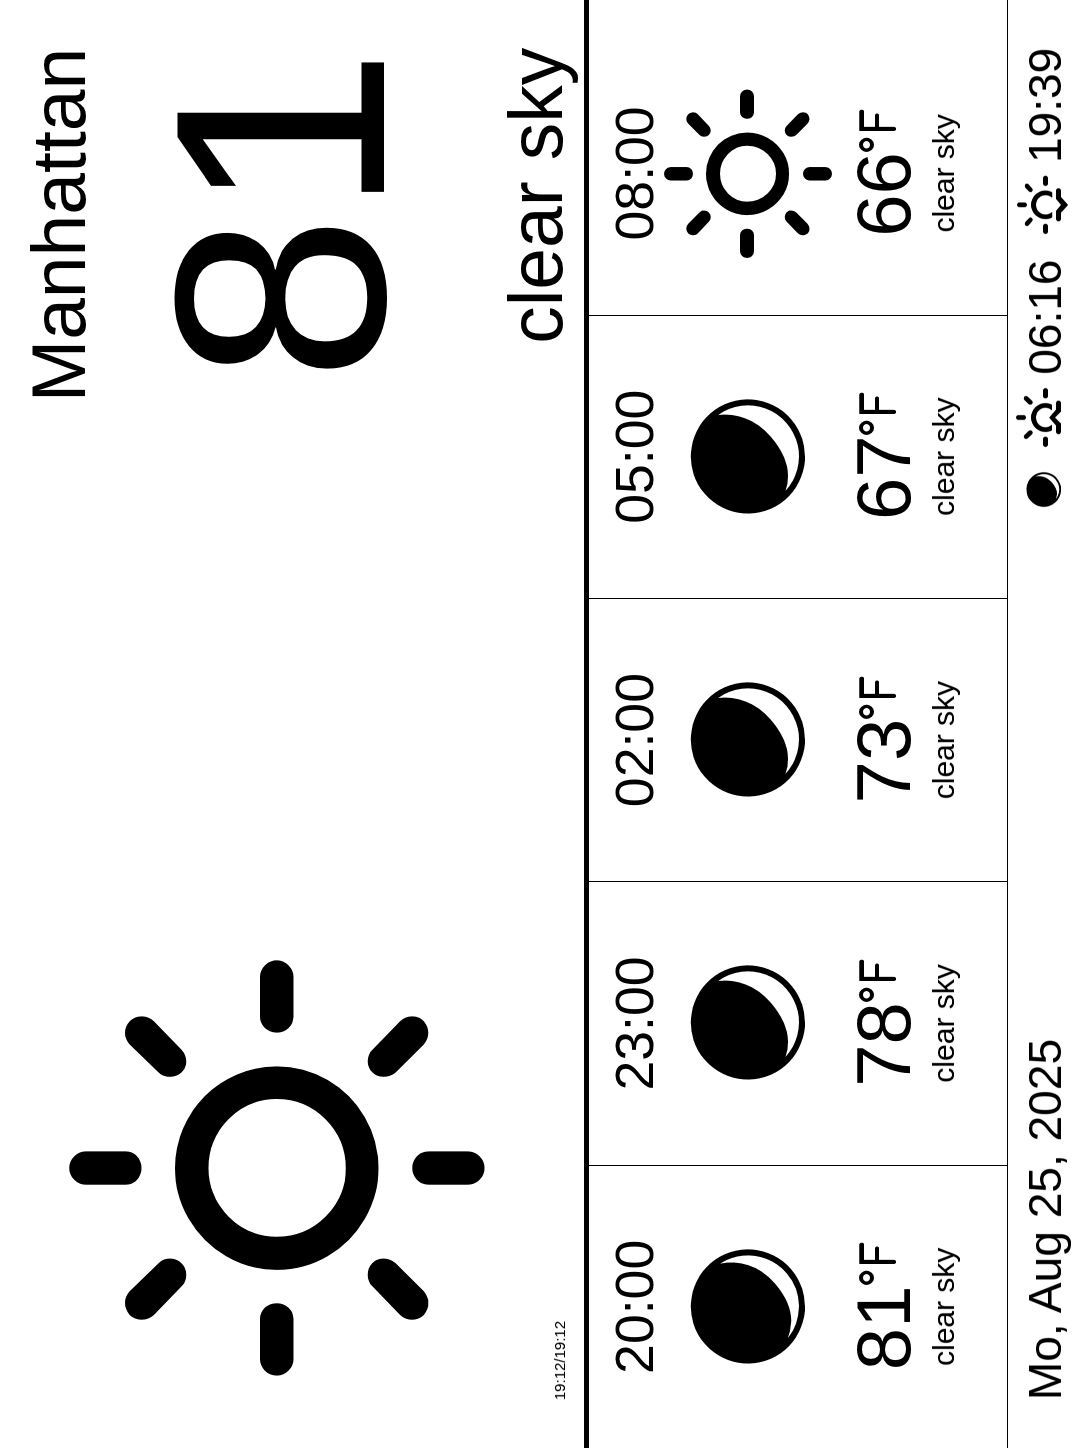 Manhattan
81
clear sky
19:12/19:12
20:00 23:00 02:00 05:00 08:00
81°F 78°F 73°F 67°F 66°F
clear sky clear sky clear sky clear sky clear sky
Mo, Aug 25, 2025 06:16 19:39